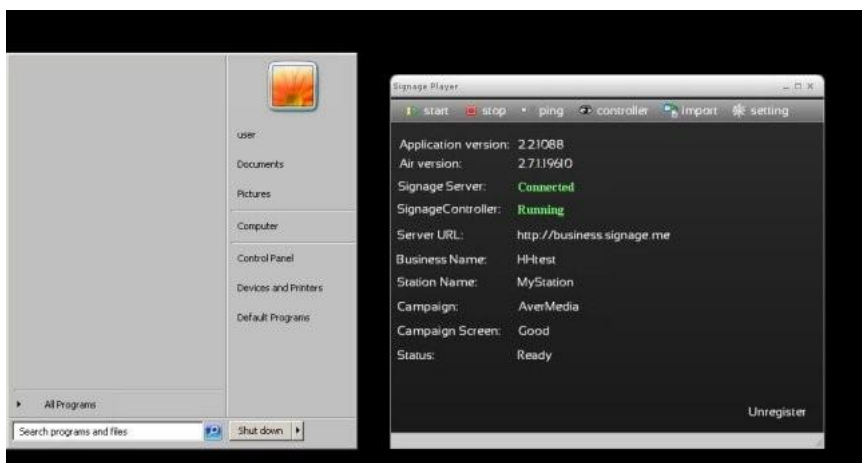 user
Documents
Pictures
Computer
Control Panel
Devices and Printers
Default Programs
All Programs
Search programs and files
Shut down
Signage Player
start stop ping controller import setting
Application version: 2.2.1088
Air version: 2.7.1.19610
Signage Server: Connected
SignageController: Running
Server URL: http://business.signage.me
Business Name: HHtest
Station Name: MyStation
Campaign: AverMedia
Campaign Screen: Good
Status: Ready
Unregister